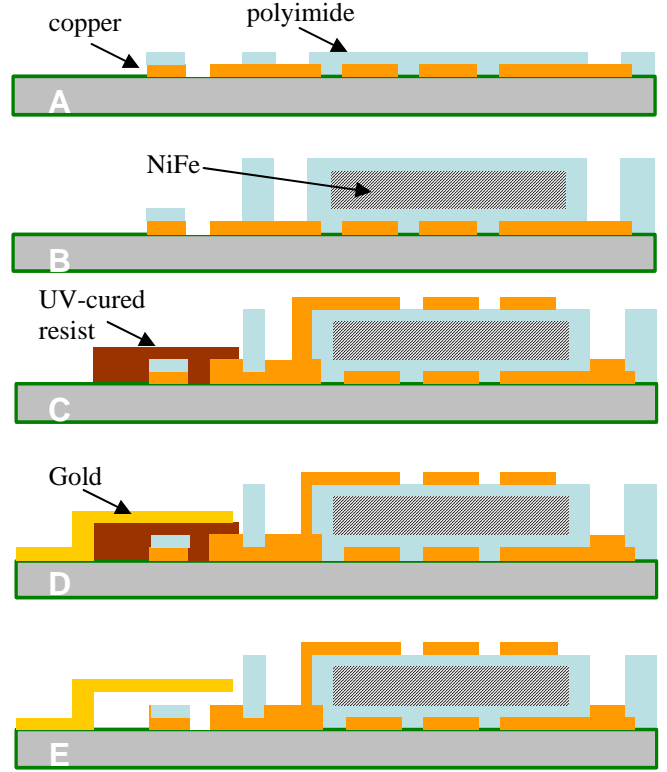 copper
polyimide
A
NiFe
B
UV-cured
resist
C
Gold
D
E